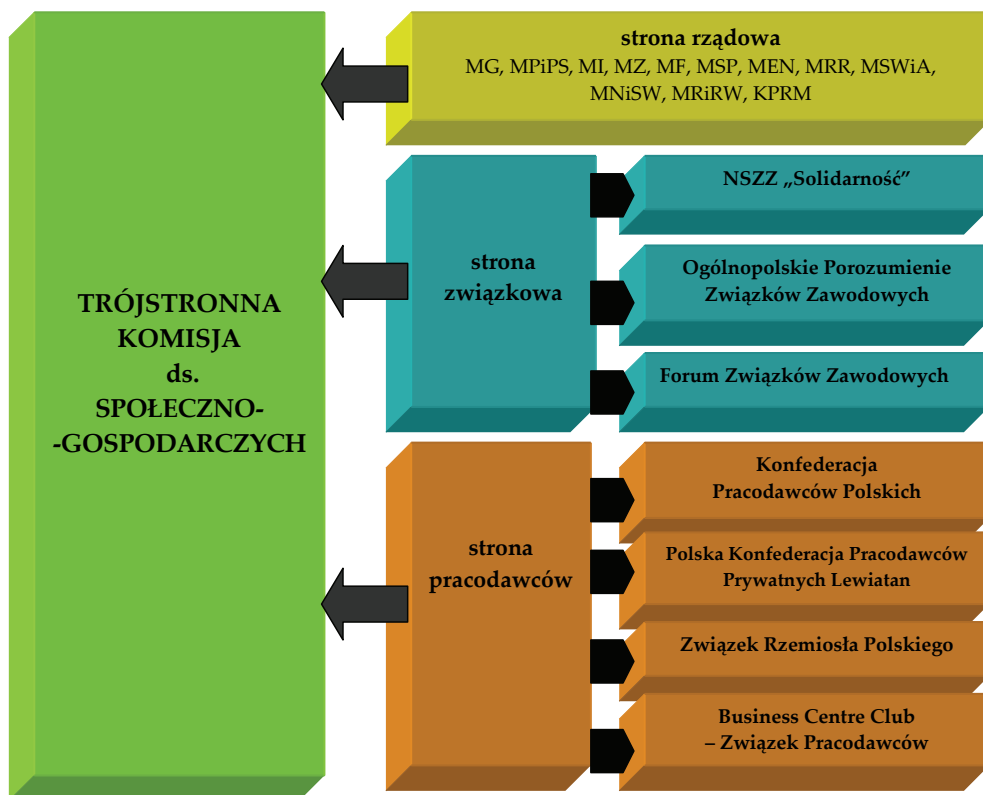 TRÓJSTRONNA
KOMISJA
ds.
SPOŁECZNO-
-GOSPODARCZYCH
strona rządowa
MG, MPiPS, MI, MZ, MF, MSP, MEN, MRR, MSWiA,
MNiSW, MRiRW, KPRM
strona
związkowa
NSZZ „Solidarność”
Ogólnopolskie Porozumienie
Związków Zawodowych
Forum Związków Zawodowych
strona
pracodawców
Konfederacja
Pracodawców Polskich
Polska Konfederacja Pracodawców
Prywatnych Lewiatan
Związek Rzemiosła Polskiego
Business Centre Club
– Związek Pracodawców